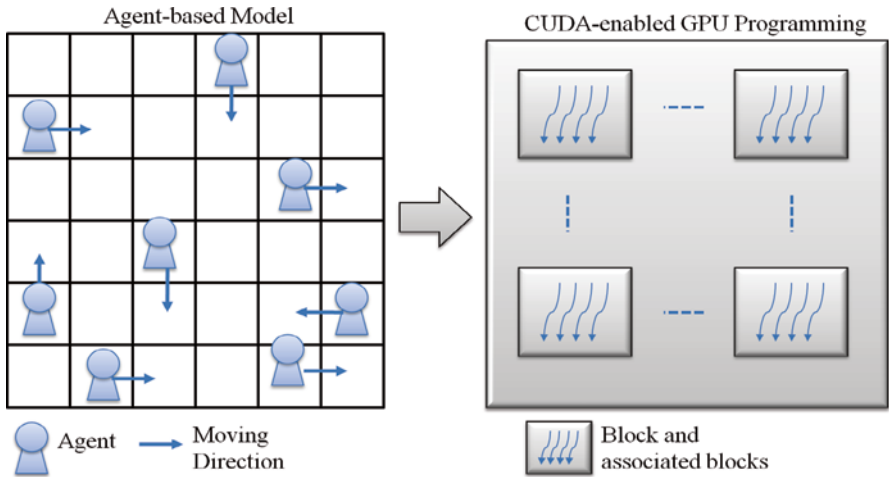 Agent-based Model
CUDA-enabled GPU Programming
Agent
Moving
Direction
Block and
associated blocks